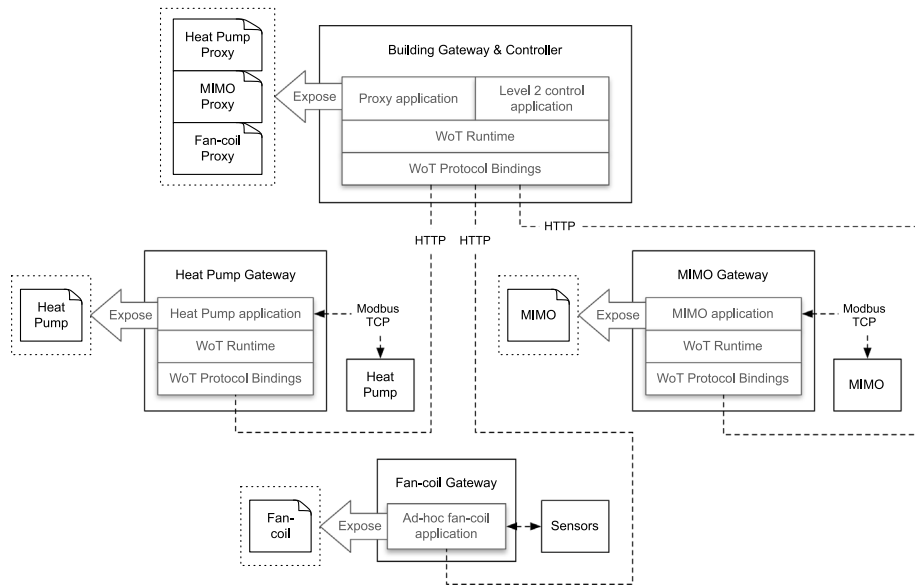 Heat Pump
Proxy
MIMO
Proxy
Fan-coil
Proxy
Expose
Building Gateway & Controller
Proxy application
Level 2 control
application
WoT Runtime
WoT Protocol Bindings
HTTP
HTTP
HTTP
Heat
Pump
Expose
Heat Pump Gateway
Heat Pump application
WoT Runtime
WoT Protocol Bindings
Modbus
TCP
Heat
Pump
MIMO
Expose
MIMO Gateway
MIMO application
WoT Runtime
WoT Protocol Bindings
Modbus
TCP
MIMO
Fan-
coil
Expose
Fan-coil Gateway
Ad-hoc fan-coil
application
Sensors